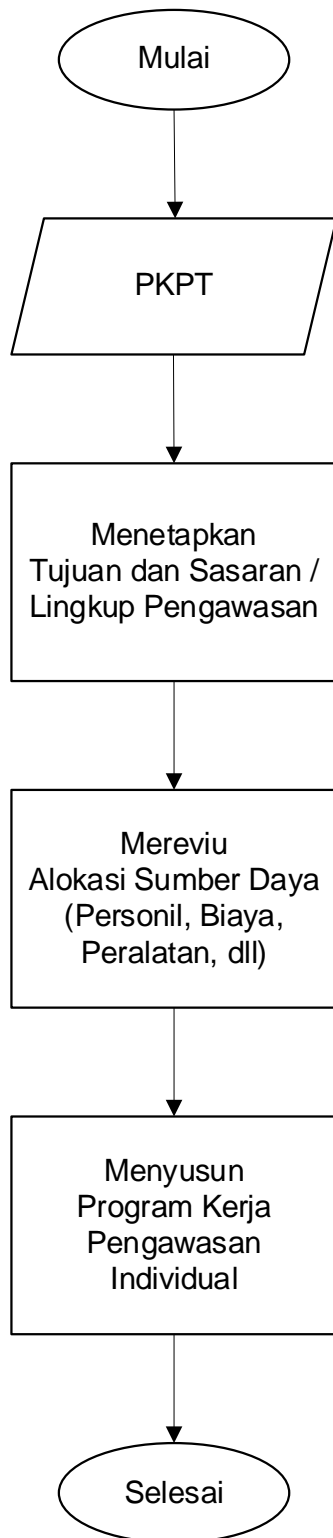 Mulai
PKPT
Menetapkan
Tujuan dan Sasaran /
Lingkup Pengawasan
Mereviu
Alokasi Sumber Daya
(Personil, Biaya,
Peralatan, dll)
Menyusun
Program Kerja
Pengawasan
Individual
Selesai